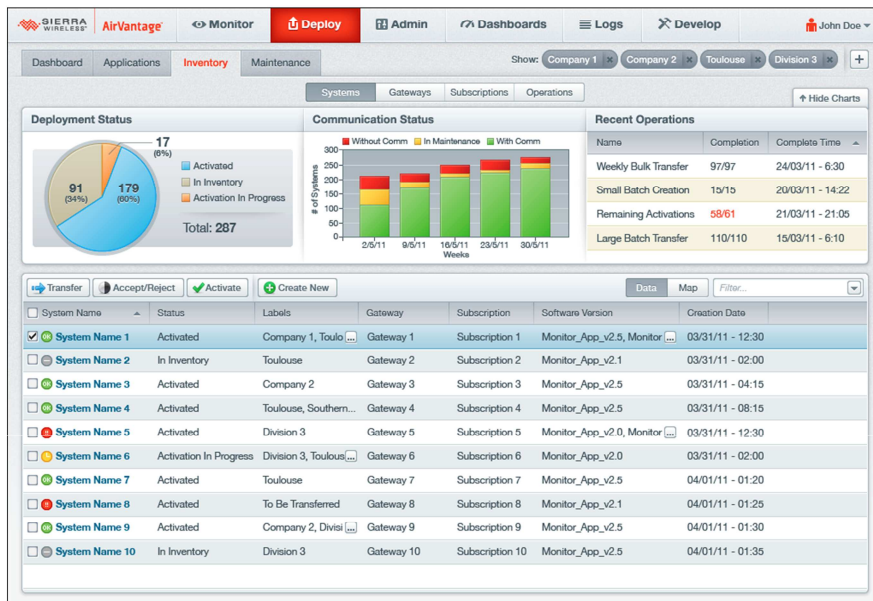 SIERRA WIRELESS AirVantage Monitor Deploy Admin Dashboards Logs Develop John Doe
Dashboard Applications Inventory Maintenance Show: Company 1 × Company 2 × Toulouse × Division 3 × +
Systems Gateways Subscriptions Operations Hide Charts
Deployment Status
17
(6%)
91
(34%)
179
(60%)
Activated
In Inventory
Activation In Progress
Total: 287
Communication Status
Without Comm In Maintenance With Comm
# of Systems
300
250
200
150
100
50
0
2/5/11 9/5/11 16/5/11 23/5/11 30/5/11
Weeks
Recent Operations
Name Completion Complete Time
Weekly Bulk Transfer 97/97 24/03/11 - 6:30
Small Batch Creation 15/15 20/03/11 - 14:22
Remaining Activations 58/61 21/03/11 - 21:05
Large Batch Transfer 110/110 15/03/11 - 6:10
Transfer Accept/Reject Activate Create New Data Map Filter...
System Name Status Labels Gateway Subscription Software Version Creation Date
OK System Name 1 Activated Company 1, Toulo ... Gateway 1 Subscription 1 Monitor_App_v2.5, Monitor ... 03/31/11 - 12:30
System Name 2 In Inventory Toulouse Gateway 2 Subscription 2 Monitor_App_v2.1 03/31/11 - 02:00
OK System Name 3 Activated Company 2 Gateway 3 Subscription 3 Monitor_App_v2.5 03/31/11 - 04:15
OK System Name 4 Activated Toulouse, Southern... Gateway 4 Subscription 4 Monitor_App_v2.5 03/31/11 - 08:15
!! System Name 5 Activated Division 3 Gateway 5 Subscription 5 Monitor_App_v2.0, Monitor ... 03/31/11 - 12:30
System Name 6 Activation In Progress Division 3, Toulous... Gateway 6 Subscription 6 Monitor_App_v2.0 03/31/11 - 02:00
OK System Name 7 Activated Toulouse Gateway 7 Subscription 7 Monitor_App_v2.5 04/01/11 - 01:20
!! System Name 8 Activated To Be Transferred Gateway 8 Subscription 8 Monitor_App_v2.1 04/01/11 - 01:25
OK System Name 9 Activated Company 2, Divisi ... Gateway 9 Subscription 9 Monitor_App_v2.5 04/01/11 - 01:30
System Name 10 In Inventory Division 3 Gateway 10 Subscription 10 Monitor_App_v2.5 04/01/11 - 01:35